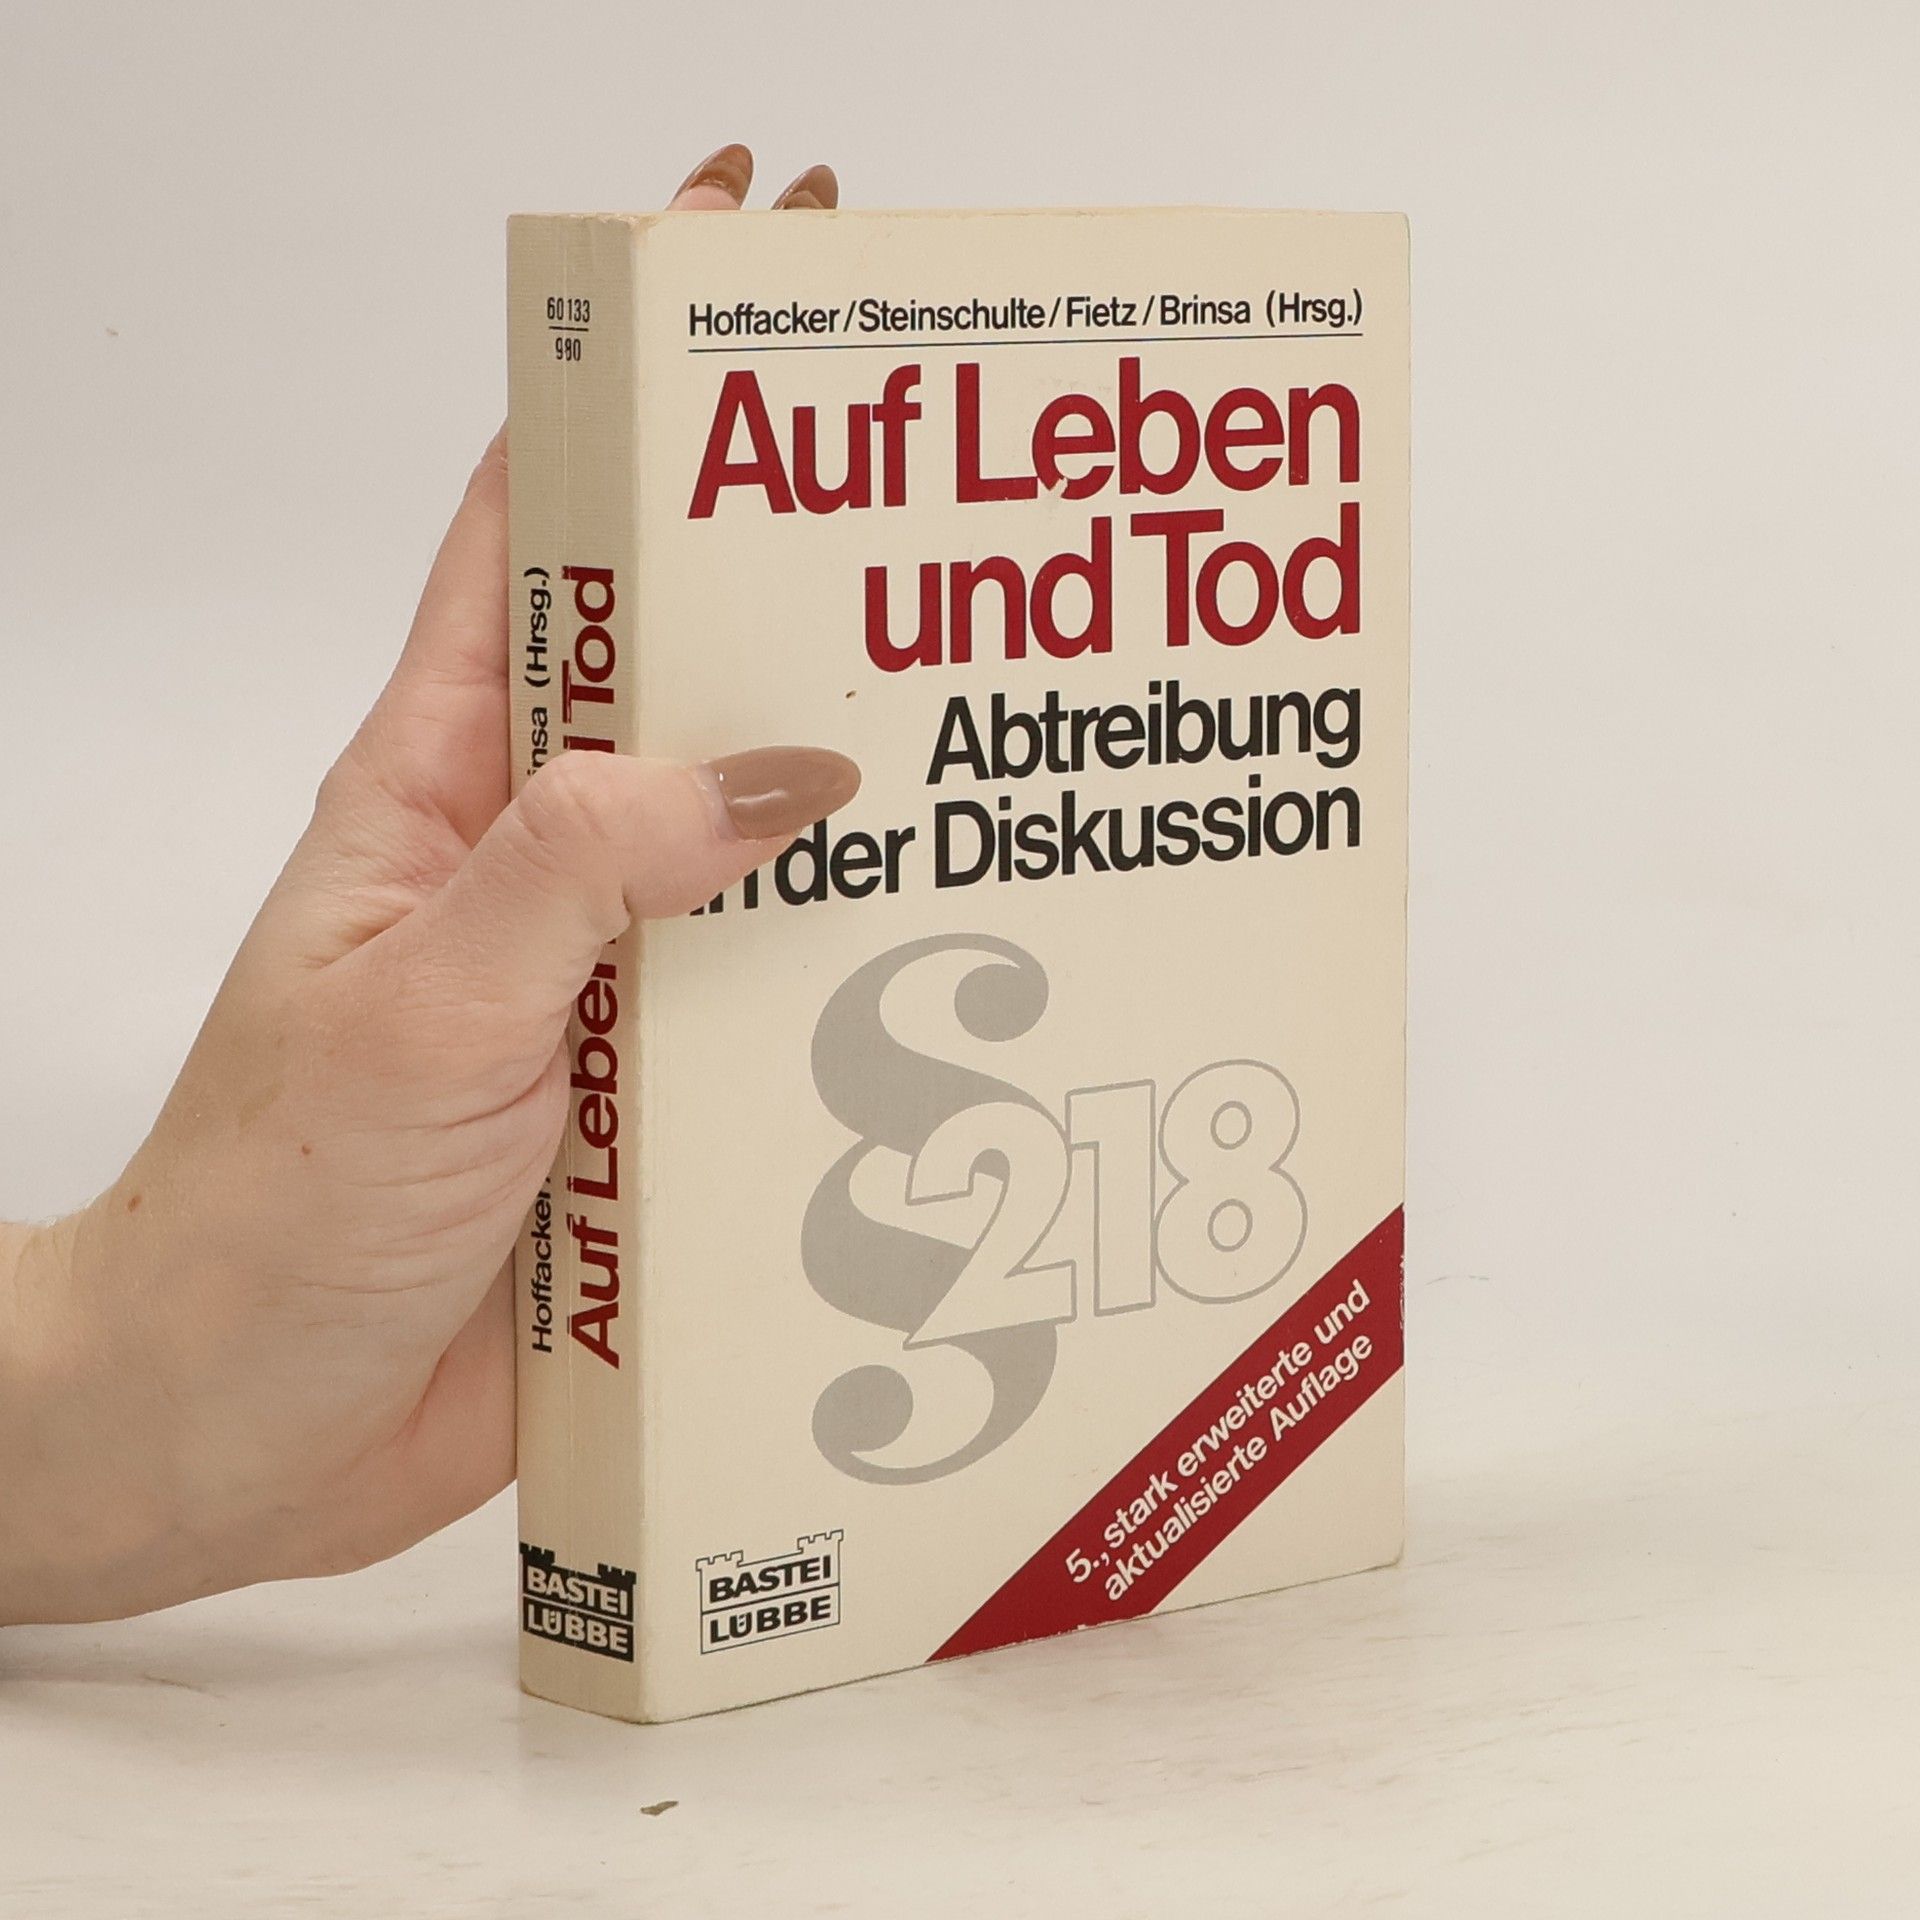 60133
980
Hoffacker/Steinschulte/Fietz/Brinsa (Hrsg.)
Auf Leben
und Tod
Abtreibung
in der Diskussion
§218
5., stark erweiterte und
aktualisierte Auflage
BASTEI
LÜBBE
Hoffacker (Hrsg.)
Auf Leben Tod
BASTEI
LÜBBE